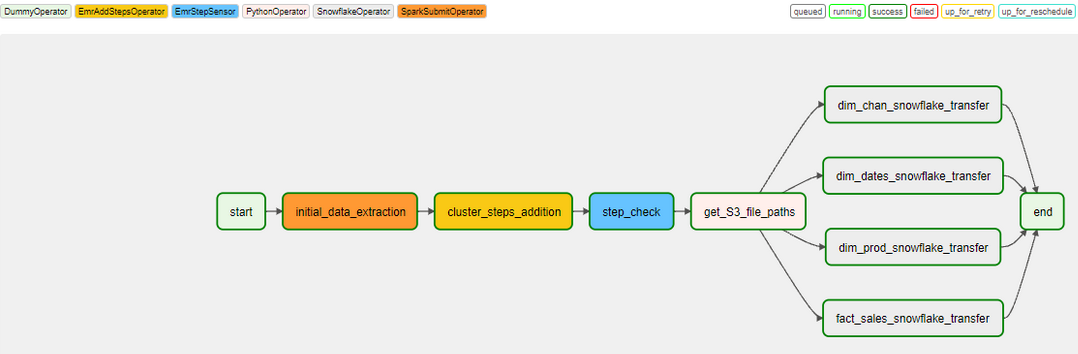 DummyOperator EmrAddStepsOperator EmrStepSensor PythonOperator SnowflakeOperator SparkSubmitOperator queued running success failed up_for_retry up_for_reschedule
dim_chan_snowflake_transfer
dim_dates_snowflake_transfer
start initial_data_extraction cluster_steps_addition step_check get_S3_file_paths end
dim_prod_snowflake_transfer
fact_sales_snowflake_transfer